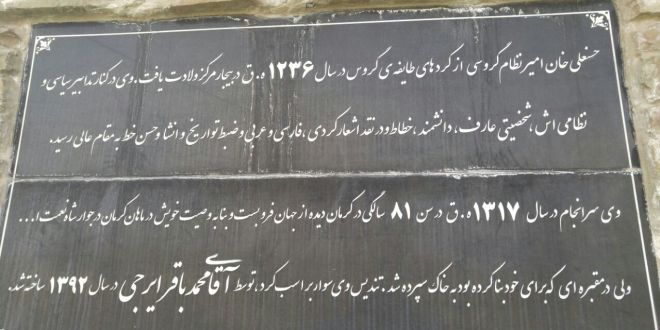 حسنعلی خان امیر نظام گروسی از کردهای طایفه ی گروس در سال ۱۲۳۶ ه.ق در بیجار مرکز ولادت یافت. وی در کنار تدابیر سیاسی و
نظامی اش، شخصیتی عارف، دانشمند، خطاط و در نقد اشعار کردی، فارسی و عربی و ضبط تواریخ و انشا و حسن خط به مقام عالی رسید.
وی سرانجام در سال ۱۳۱۷ ه.ق در سن ۸۱ سالگی در کرمان دیده از جهان فرو بست و بنا به وصیت خویش در ماهان کرمان در جوار شاه نعمت ا...
ولی در مقبره ای که برای خود بنا کرده بود به خاک سپرده شد. تندیس وی سوار بر اسب کرد، توسط آقای محمد باقر ایرجی در سال ۱۳۹۲ ساخته شد.